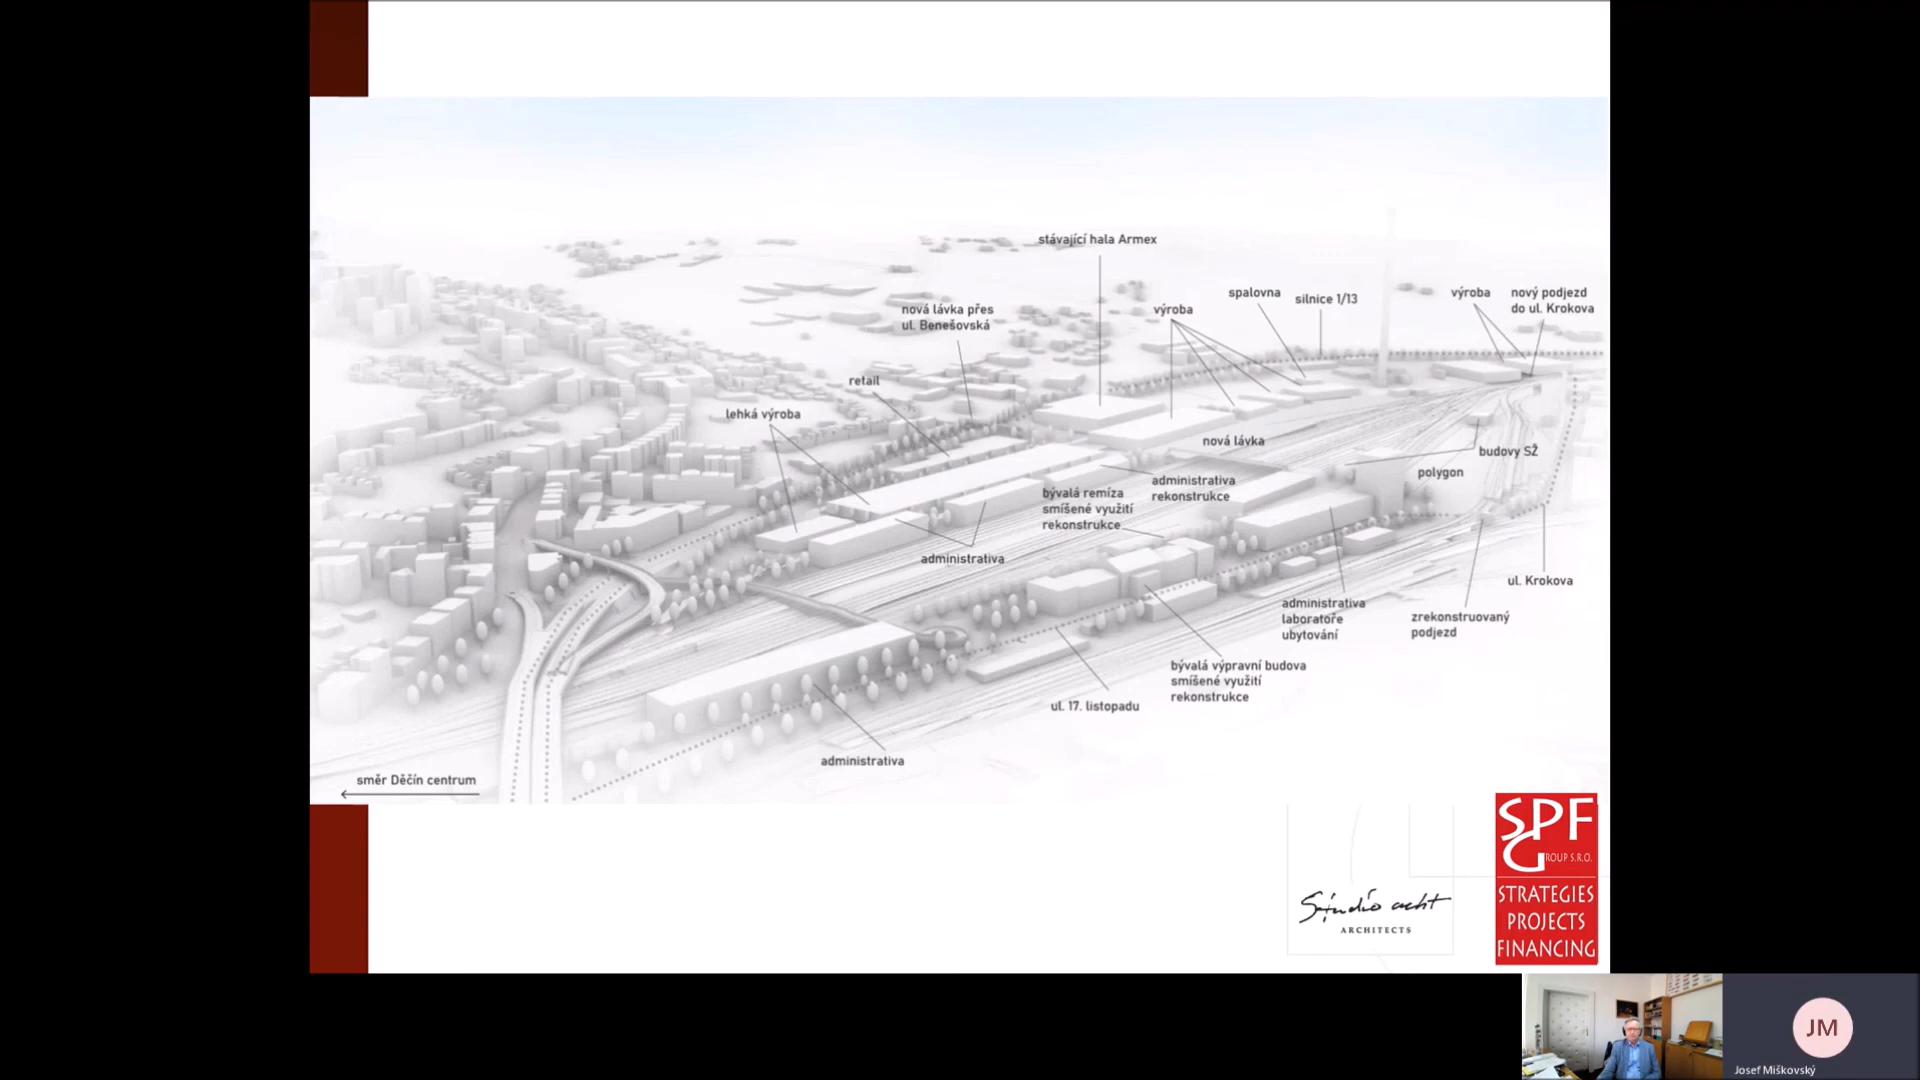 stávající hala Armex
spalovna
silnice 1/13
výroba
nový podjezd
do ul. Krokova
nová lávka přes
ul. Benešovská
výroba
retail
lehká výroba
nová lávka
budovy SŽ
polygon
administrativa
rekonstrukce
bývalá remíza
smíšené využití
rekonstrukce
administrativa
ul. Krokova
administrativa
laboratoře
ubytování
zrekonstruovaný
podjezd
bývalá výpravní budova
smíšené využití
rekonstrukce
ul. 17. listopadu
administrativa
směr Děčín centrum
SPF
GROUP S.R.O.
STRATEGIES
PROJECTS
FINANCING
Studio acht
ARCHITECTS
JM
Josef Miškovský